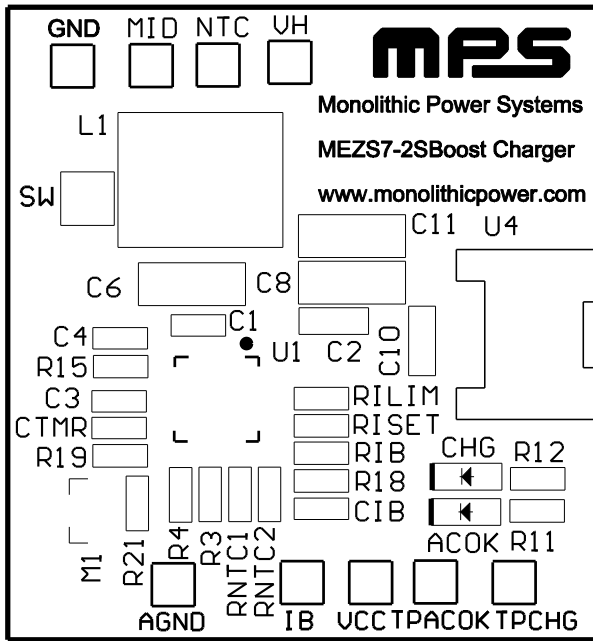 GND MID NTC VH
MPS
Monolithic Power Systems
L1
MEZS7-2SBoost Charger
SW
www.monolithicpower.com
C11 U4
C6 C8
C1
C4 U1 C2 C10
R15
C3 RILIM
CTMR RISET
R19 RIB CHG R12
R18
CIB
ACOK R11
M1 R21 R4 R3 RNTC1 RNTC2
AGND IB VCC TPACOK TPCHG